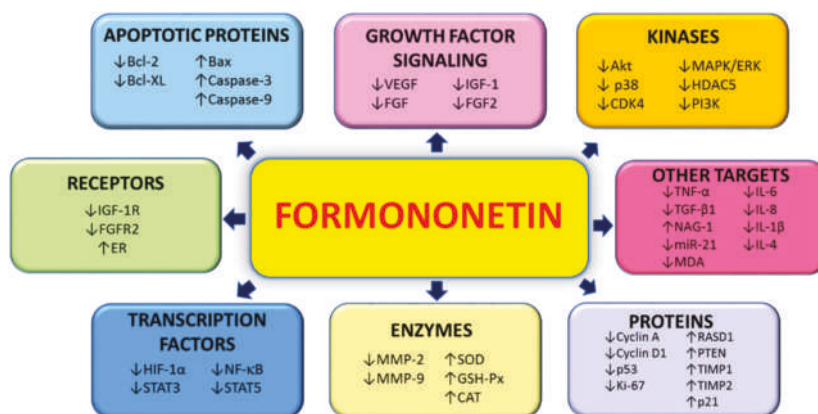 APOPTOTIC PROTEINS
↓Bcl-2 ↑Bax
↓Bcl-XL ↑Caspase-3
↑Caspase-9
GROWTH FACTOR
SIGNALING
↓VEGF ↓IGF-1
↓FGF ↓FGF2
KINASES
↓Akt ↓MAPK/ERK
↓ p38 ↓HDAC5
↓CDK4 ↓PI3K
RECEPTORS
↓IGF-1R
↓FGFR2
↑ER
FORMONONETIN
OTHER TARGETS
↓TNF-α ↓IL-6
↓TGF-β1 ↓IL-8
↑NAG-1 ↓IL-1β
↓miR-21 ↓IL-4
↓MDA
TRANSCRIPTION
FACTORS
↓HIF-1α ↓NF-κB
↓STAT3 ↓STAT5
ENZYMES
↓MMP-2 ↑SOD
↓MMP-9 ↑GSH-Px
↑CAT
PROTEINS
↓Cyclin A ↑RASD1
↓Cyclin D1 ↑PTEN
↓p53 ↑TIMP1
↓Ki-67 ↑TIMP2
↑p21